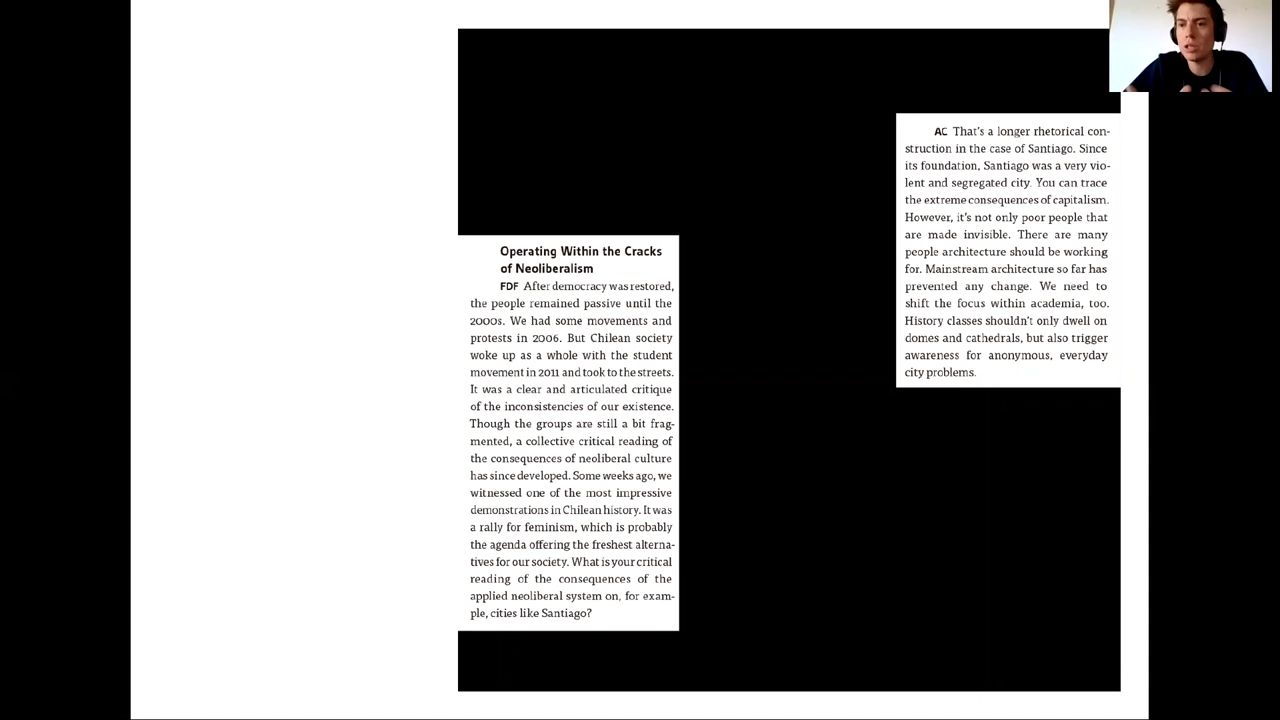 Operating Within the Cracks
of Neoliberalism
FDF After democracy was restored,
the people remained passive until the
2000s. We had some movements and
protests in 2006. But Chilean society
woke up as a whole with the student
movement in 2011 and took to the streets.
It was a clear and articulated critique
of the inconsistencies of our existence.
Though the groups are still a bit frag-
mented, a collective critical reading of
the consequences of neoliberal culture
has since developed. Some weeks ago, we
witnessed one of the most impressive
demonstrations in Chilean history. It was
a rally for feminism, which is probably
the agenda offering the freshest alterna-
tives for our society. What is your critical
reading of the consequences of the
applied neoliberal system on, for exam-
ple, cities like Santiago?
AC That's a longer rhetorical con-
struction in the case of Santiago. Since
its foundation, Santiago was a very vio-
lent and segregated city. You can trace
the extreme consequences of capitalism.
However, it's not only poor people that
are made invisible. There are many
people architecture should be working
for. Mainstream architecture so far has
prevented any change. We need to
shift the focus within academia, too.
History classes shouldn't only dwell on
domes and cathedrals, but also trigger
awareness for anonymous, everyday
city problems.